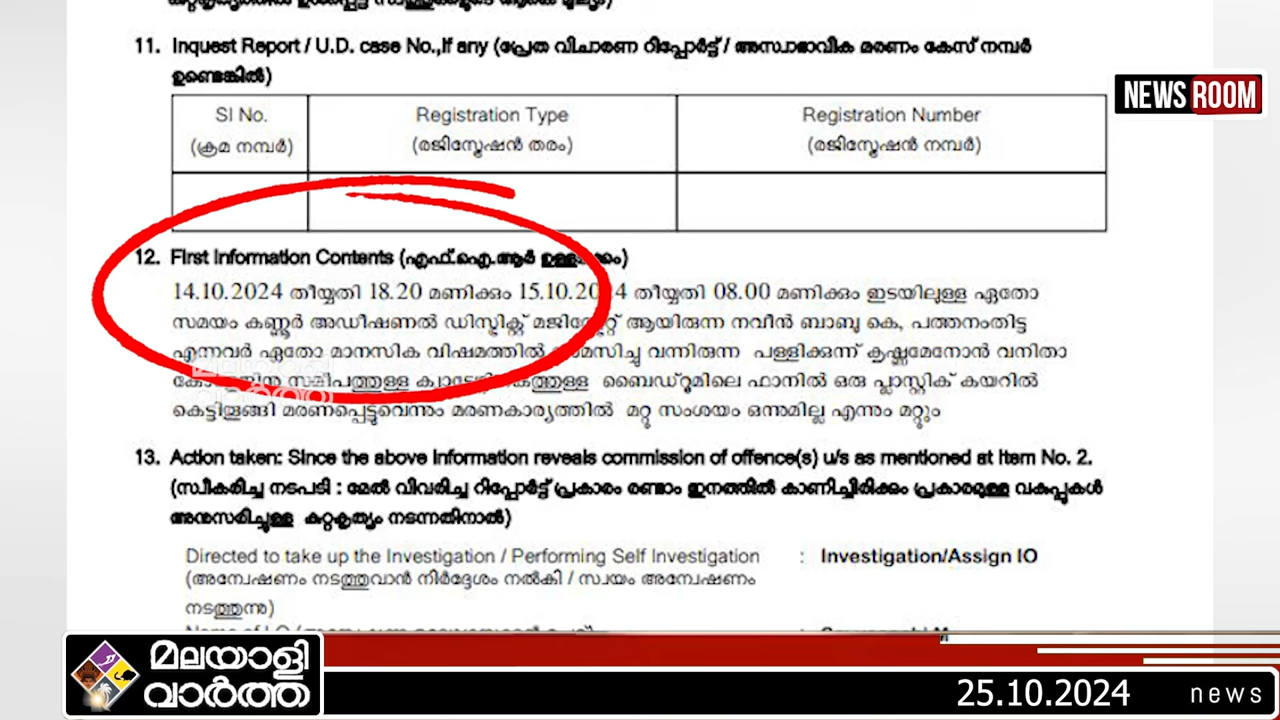 11. Inquest Report / U.D. case No.,if any (പ്രേത വിചാരണ റിപ്പോർട്ട് / അസ്വാഭാവിക മരണം കേസ് നമ്പർ
ഉണ്ടെങ്കിൽ)
NEWS ROOM
Sl No. Registration Type Registration Number
(ക്രമ നമ്പർ) (രജിസ്ട്രേഷൻ തരം) (രജിസ്ട്രേഷൻ നമ്പർ)
12. First Information Contents (എഫ്.ഐ.ആർ ഉള്ളടക്കം)
14.10.2024 തീയ്യതി 18.20 മണിക്കും 15.10.2024 തീയ്യതി 08.00 മണിക്കും ഇടയിലുള്ള ഏതോ
സമയം കണ്ണൂർ അഡീഷണൽ ഡിസ്ട്രിക്റ്റ് മജിസ്ട്രേറ്റ് ആയിരുന്ന നവീൻ ബാബു കെ, പത്തനംതിട്ട
എന്നവർ ഏതോ മാനസിക വിഷമത്തിൽ താമസിച്ചു വന്നിരുന്ന പള്ളിക്കുന്ന് കൃഷ്ണമേനോൻ വനിതാ
സമീപത്തുള്ള ബൈഡ്റൂമിലെ ഫാനിൽ ഒരു പ്ലാസ്റ്റിക് കയറിൽ
കെട്ടിതൂങ്ങി മരണപ്പെട്ടുവെന്നും മരണകാര്യത്തിൽ മറ്റു സംശയം ഒന്നുമില്ല എന്നും മറ്റും
13. Action taken: Since the above information reveals commission of offence(s) u/s as mentioned at Item No. 2.
(സ്വീകരിച്ച നടപടി : മേൽ വിവരിച്ച റിപ്പോർട്ട് പ്രകാരം രണ്ടാം ഇനത്തിൽ കാണിച്ചിരിക്കും പ്രകാരമുള്ള വകുപ്പുകൾ
അനുസരിച്ചുള്ള കുറ്റകൃത്യം നടന്നതിനാൽ)
Directed to take up the Investigation / Performing Self Investigation : Investigation/Assign IO
(അന്വേഷണം നടത്തുവാൻ നിർദ്ദേശം നൽകി / സ്വയം അന്വേഷണം
നടത്തുന്നു)
മലയാളി
വാർത്ത
25.10.2024 news